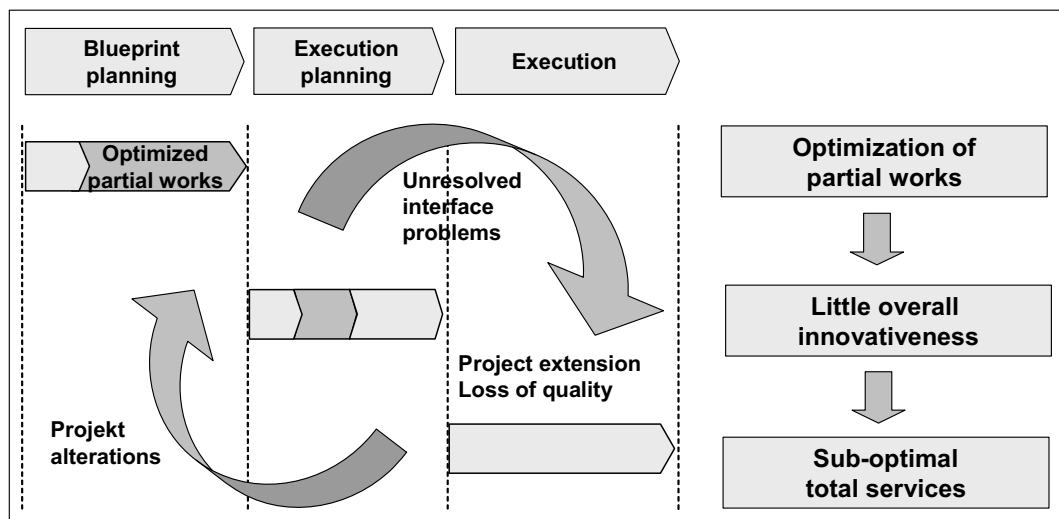 Blueprint
planning
Execution
planning
Execution
Optimized
partial works
Unresolved
interface
problems
Project extension
Loss of quality
Projekt
alterations
Optimization of
partial works
Little overall
innovativeness
Sub-optimal
total services